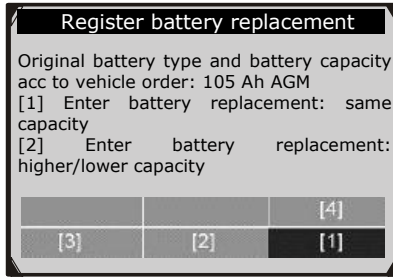 Register battery replacement
Original battery type and battery capacity
acc to vehicle order: 105 Ah AGM
[1] Enter battery replacement: same
capacity
[2] Enter battery replacement:
higher/lower capacity
[4]
[3] [2] [1]